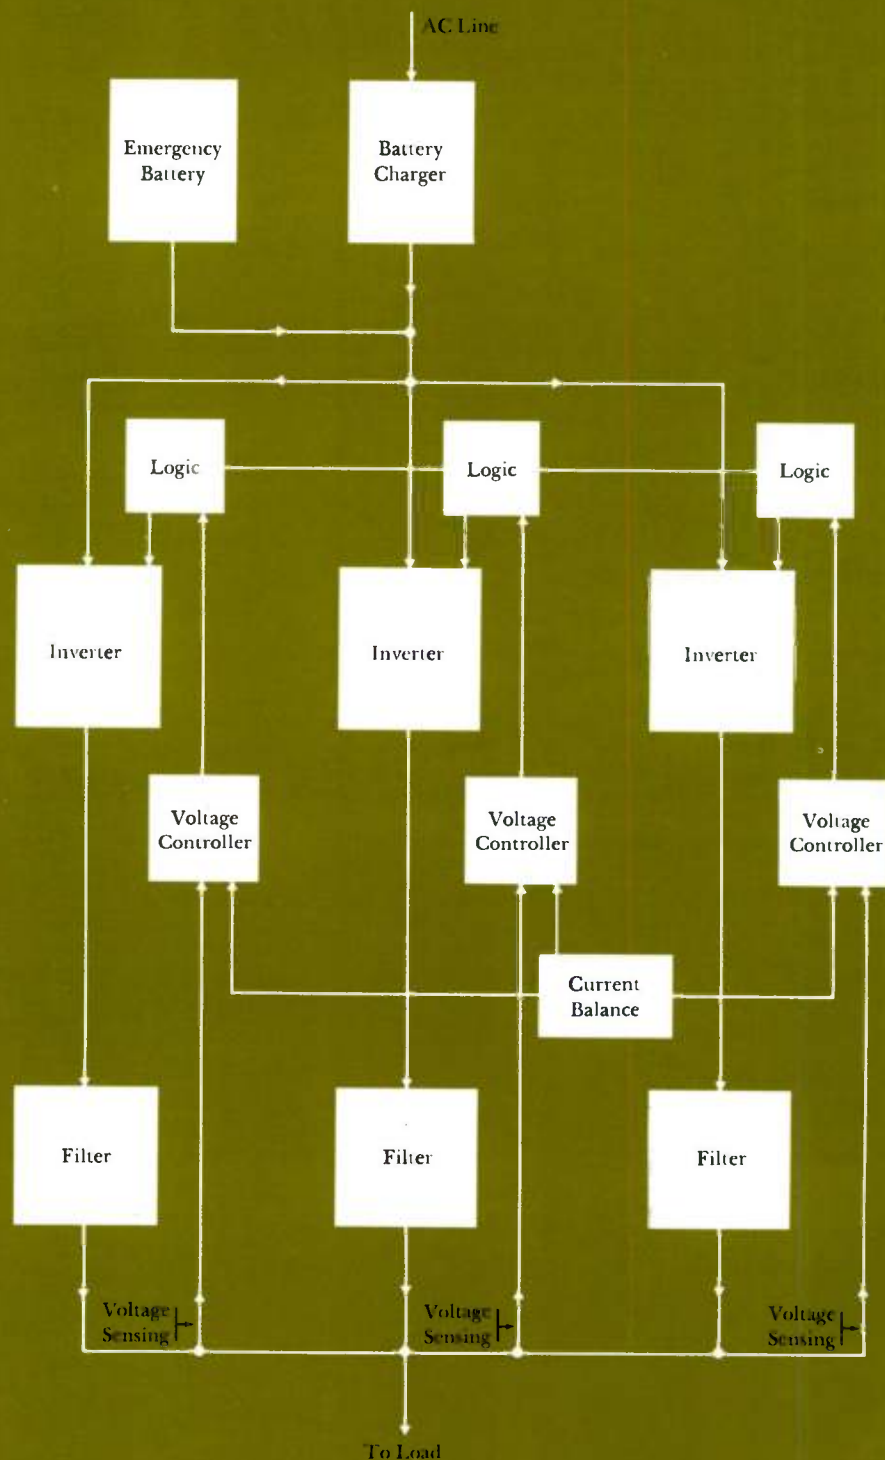 AC Line
Emergency
Battery
Battery
Charger
Logic
Logic
Logic
Inverter
Inverter
Inverter
Voltage
Controller
Voltage
Controller
Voltage
Controller
Current
Balance
Filter
Filter
Filter
Voltage
Sensing
Voltage
Sensing
Voltage
Sensing
To Load